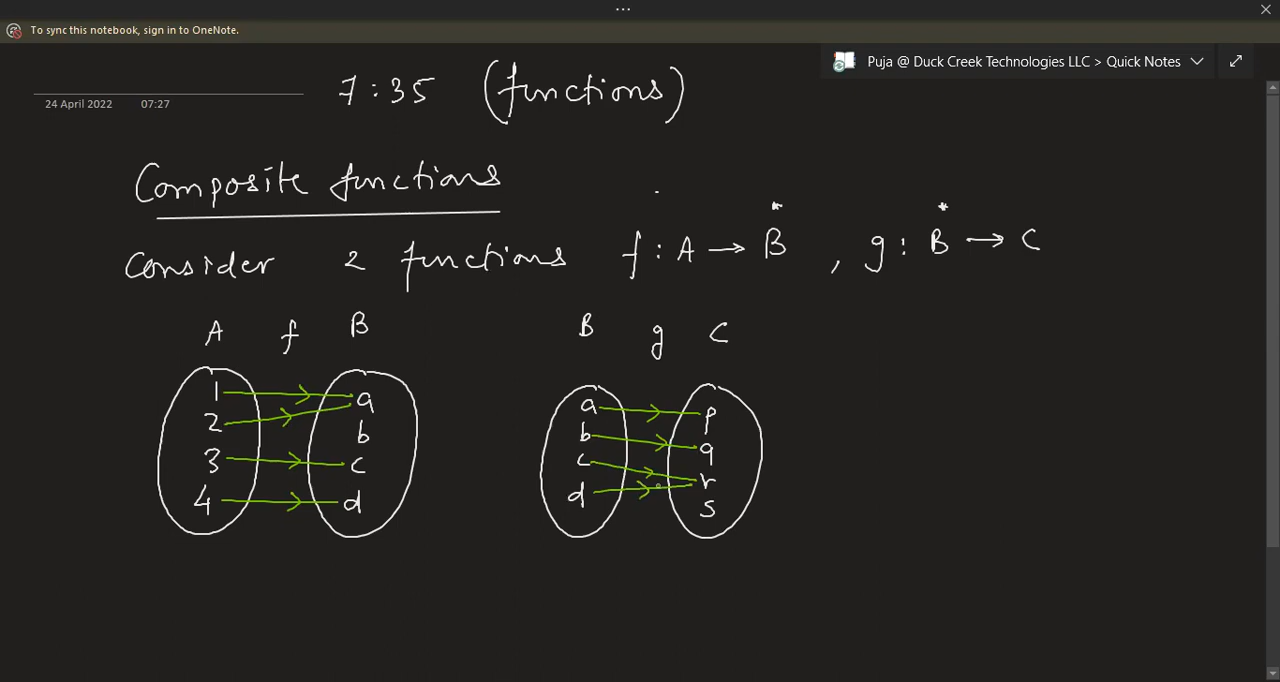 ...
To sync this notebook, sign in to OneNote.
Puja @ Duck Creek Technologies LLC > Quick Notes
7:35 (functions)
24 April 2022 07:27
Composite functions
Consider 2 functions f : A → B , g : B → C
A f B B g C
1 a a p
2 b b q
3 c c r
4 d d s